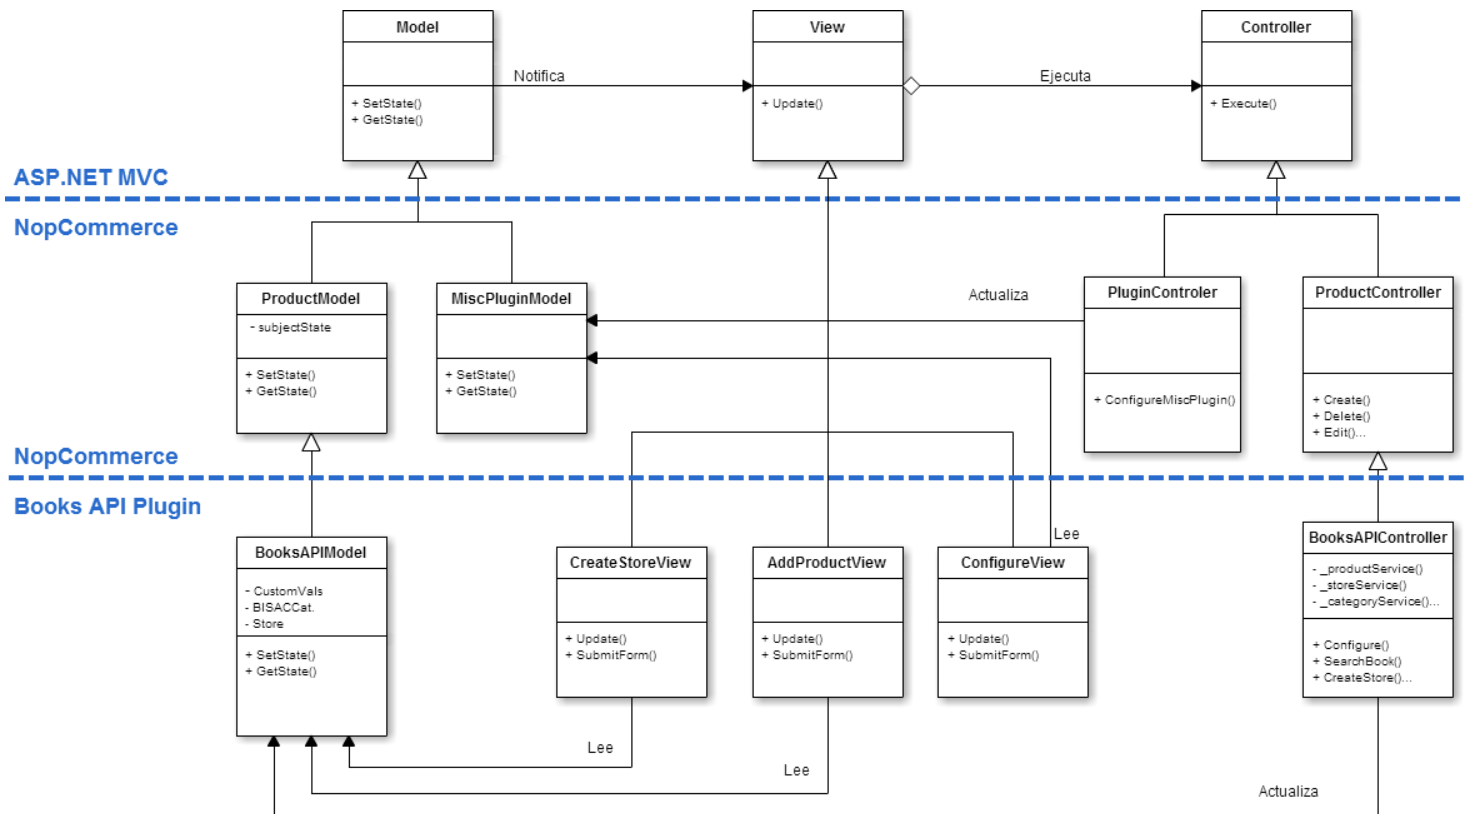 Model
View
Controller
Notifica
Ejecuta
+ SetState()
+ GetState()
+ Update()
+ Execute()
ASP.NET MVC
NopCommerce
ProductModel
- subjectState
+ SetState()
+ GetState()
MiscPluginModel
+ SetState()
+ GetState()
Actualiza
PluginControler
+ ConfigureMiscPlugin()
ProductController
+ Create()
+ Delete()
+ Edit()...
NopCommerce
Books API Plugin
Lee
BooksAPIModel
- CustomVals
- BISACCat.
- Store
+ SetState()
+ GetState()
CreateStoreView
+ Update()
+ SubmitForm()
AddProductView
+ Update()
+ SubmitForm()
ConfigureView
+ Update()
+ SubmitForm()
BooksAPIController
- _productService()
- _storeService()
- _categoryService()...
+ Configure()
+ SearchBook()
+ CreateStore()...
Lee
Lee
Actualiza